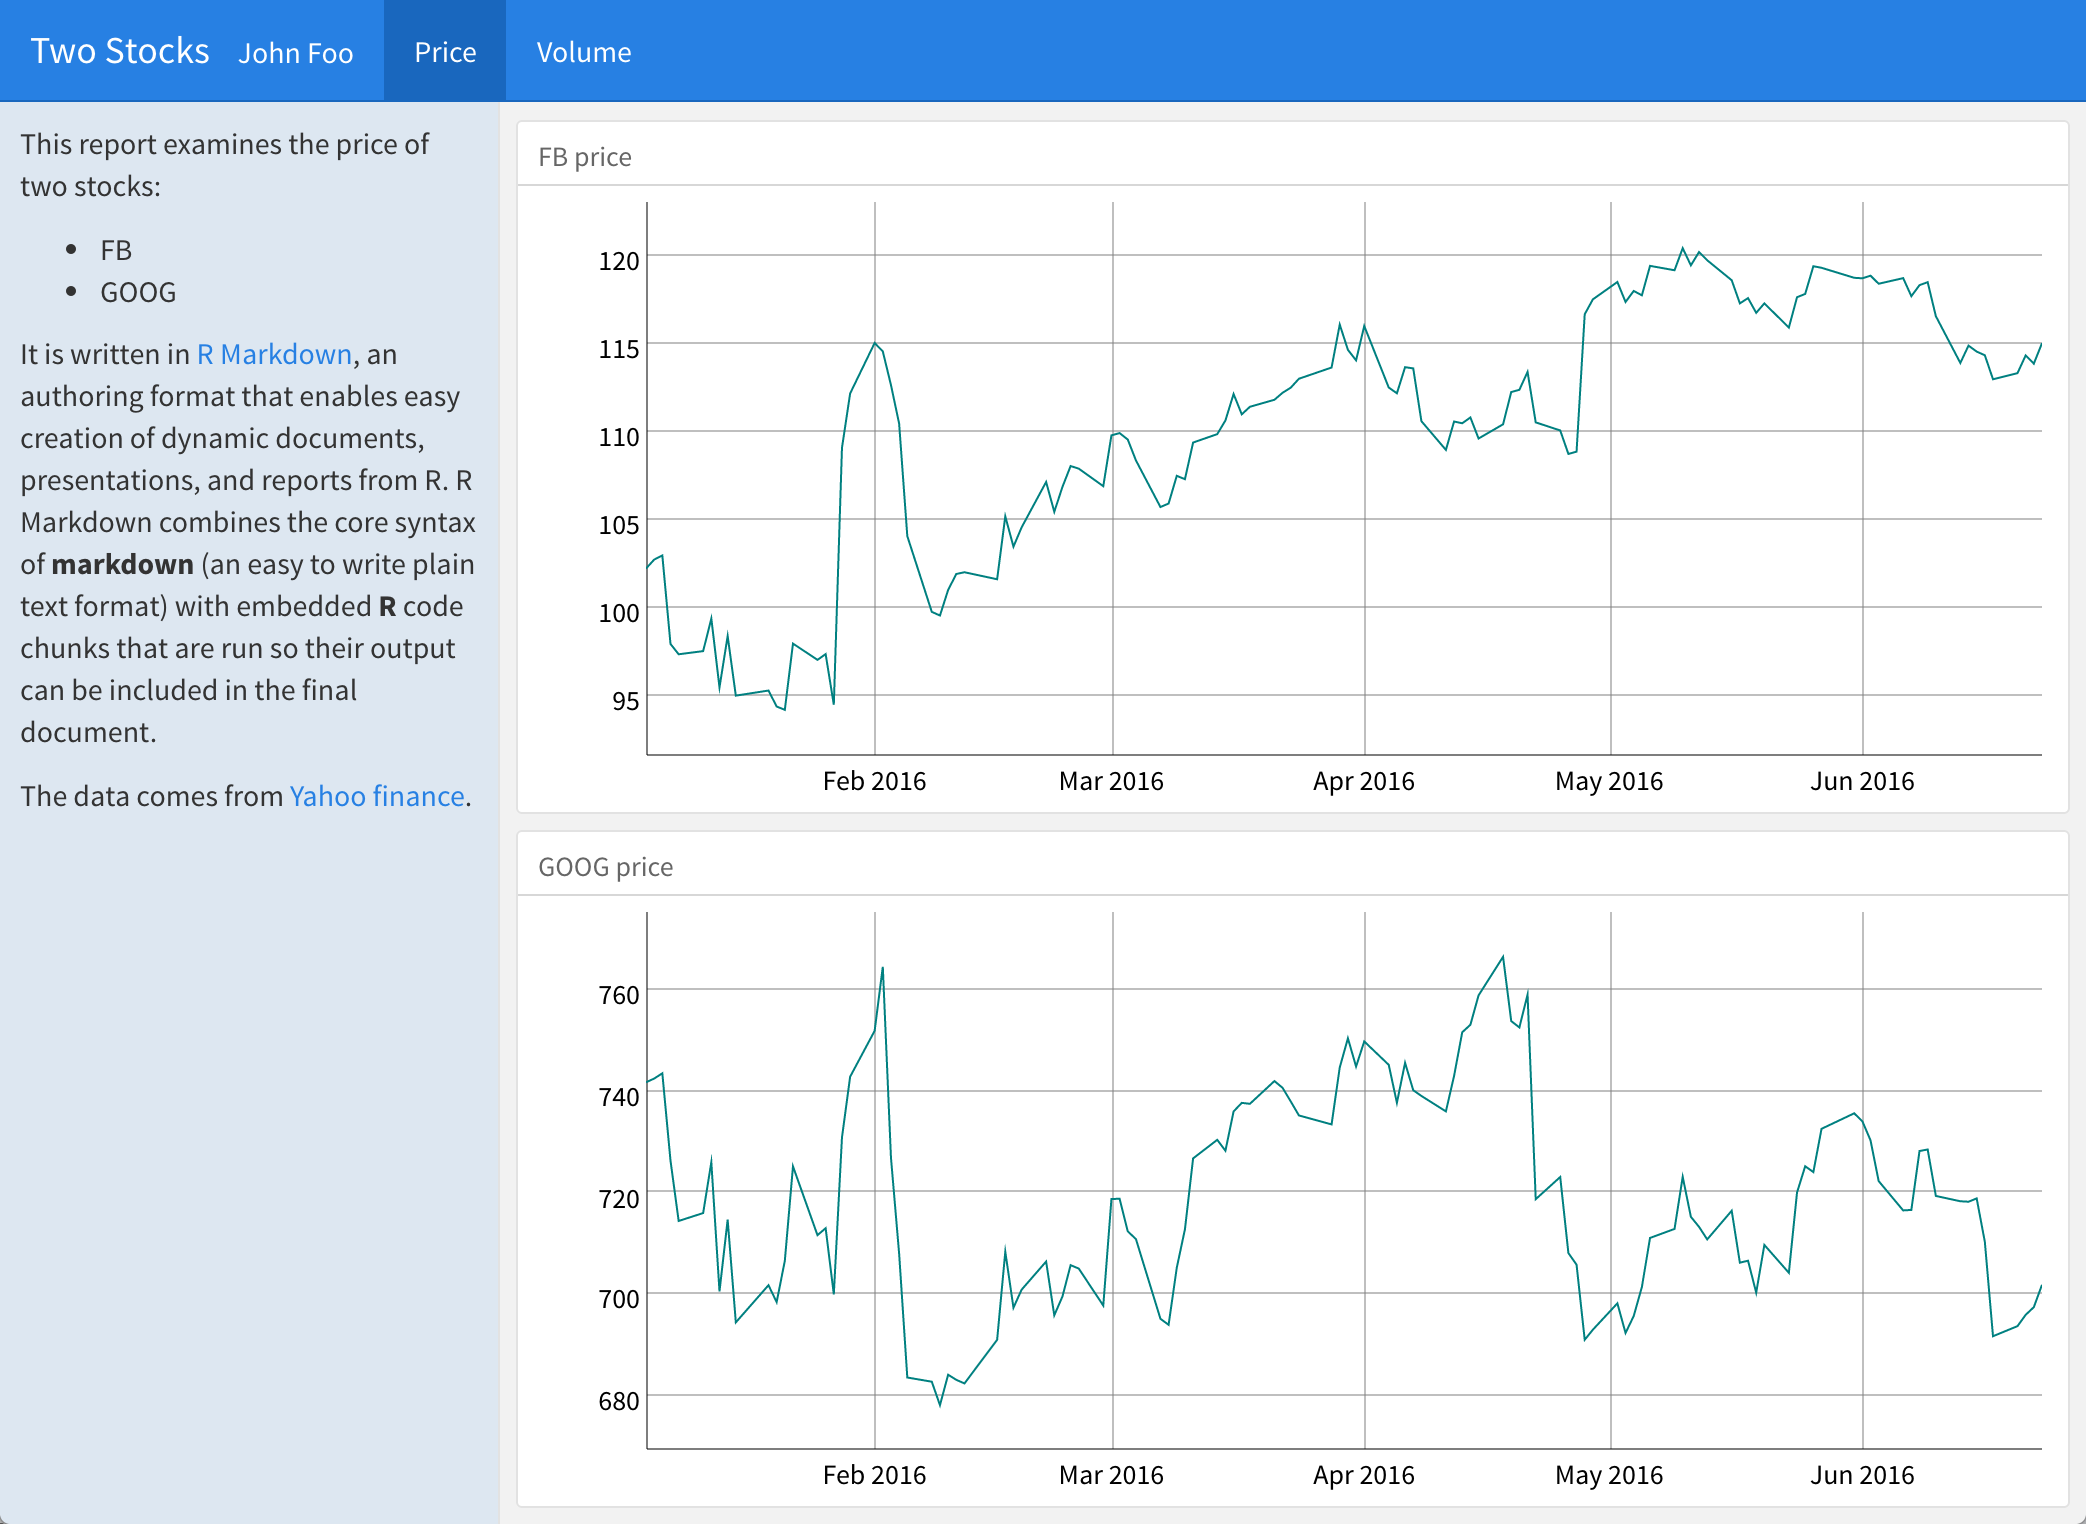 Two Stocks John Foo Price Volume
This report examines the price of
two stocks:
• FB
• GOOG
It is written in R Markdown, an
authoring format that enables easy
creation of dynamic documents,
presentations, and reports from R. R
Markdown combines the core syntax
of markdown (an easy to write plain
text format) with embedded R code
chunks that are run so their output
can be included in the final
document.
The data comes from Yahoo finance.
FB price
120
115
110
105
100
95
Feb 2016 Mar 2016 Apr 2016 May 2016 Jun 2016
GOOG price
760
740
720
700
680
Feb 2016 Mar 2016 Apr 2016 May 2016 Jun 2016